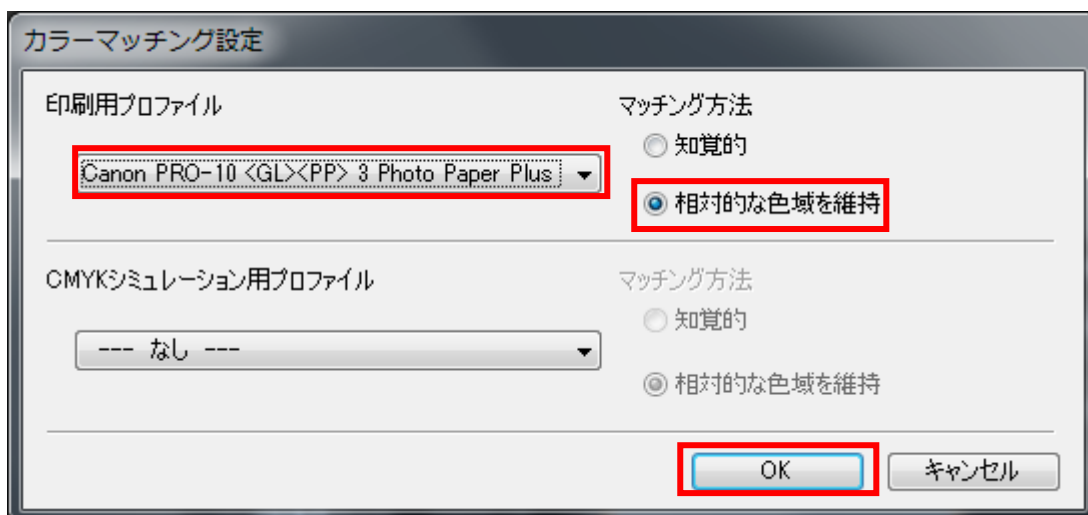 カラーマッチング設定
印刷用プロファイル
Canon PRO-10 <GL><PP> 3 Photo Paper Plus
マッチング方法
知覚的
相対的な色域を維持
CMYKシミュレーション用プロファイル
--- なし ---
マッチング方法
知覚的
相対的な色域を維持
OK
キャンセル